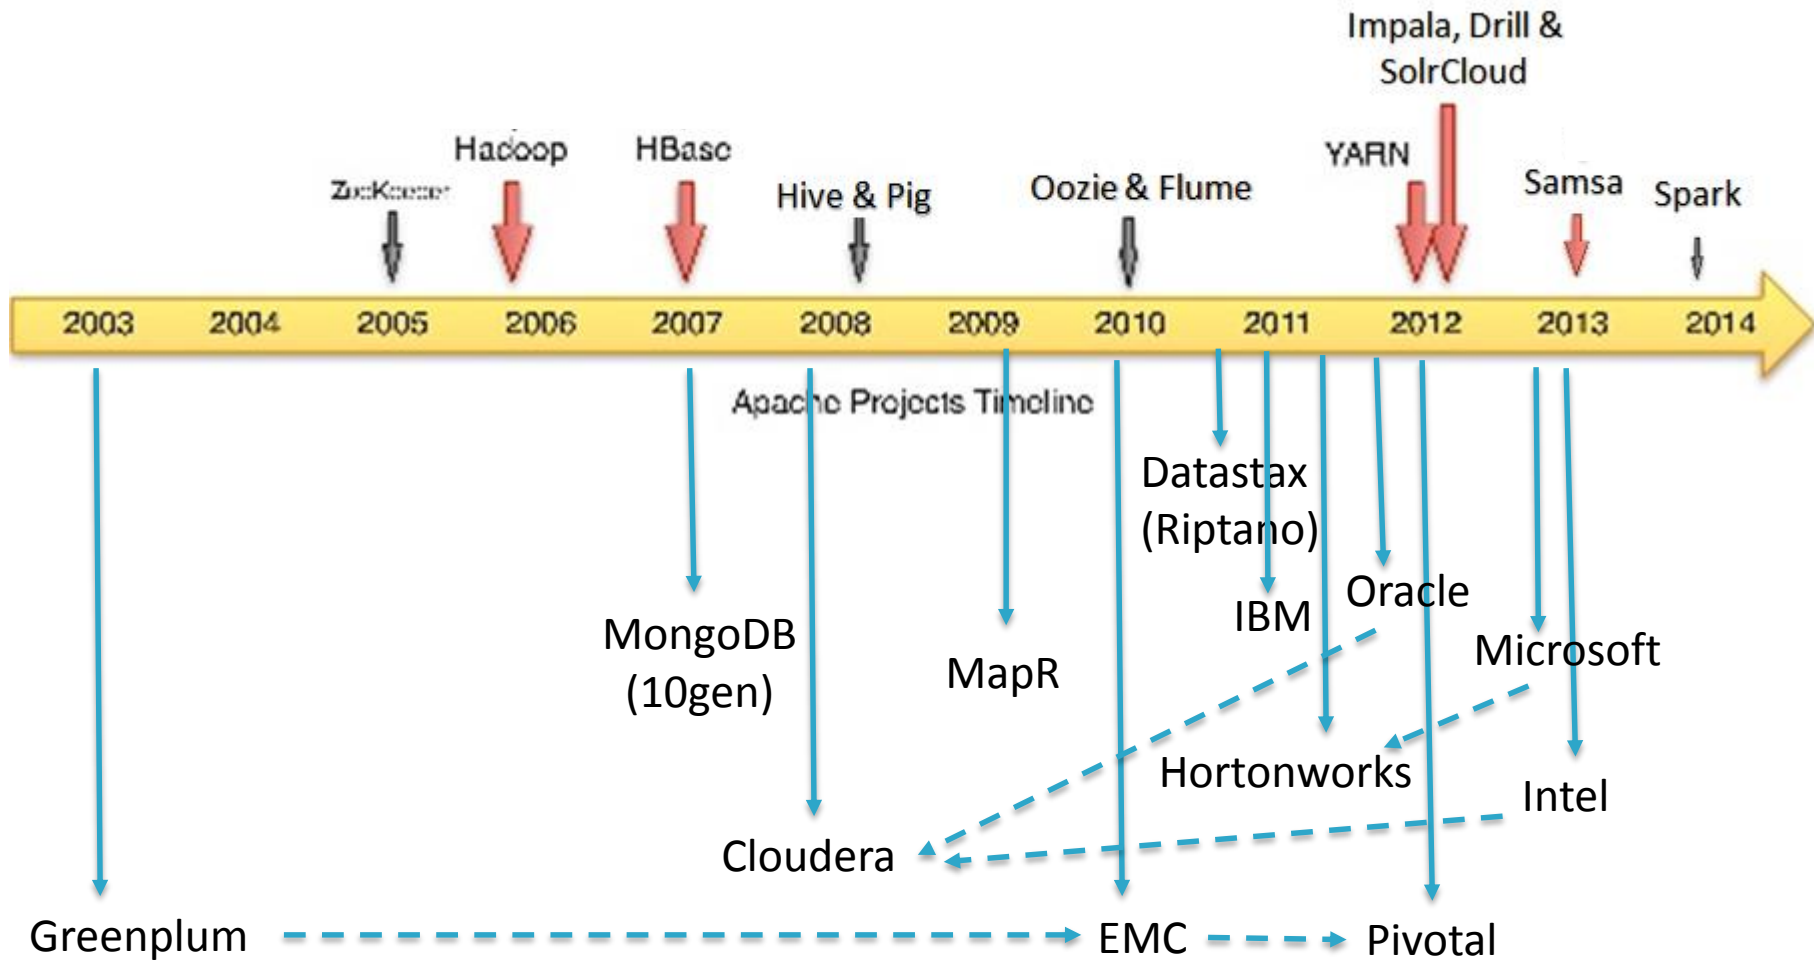 Impala, Drill &
SolrCloud
Hadoop
HBase
YARN
ZooKeeper
Hive & Pig
Oozie & Flume
Samsa
Spark
2003 2004 2005 2006 2007 2008 2009 2010 2011 2012 2013 2014
Apache Projects Timeline
Datastax
(Riptano)
Oracle
IBM
MongoDB
(10gen)
MapR
Microsoft
Hortonworks
Intel
Cloudera
Greenplum
EMC
Pivotal